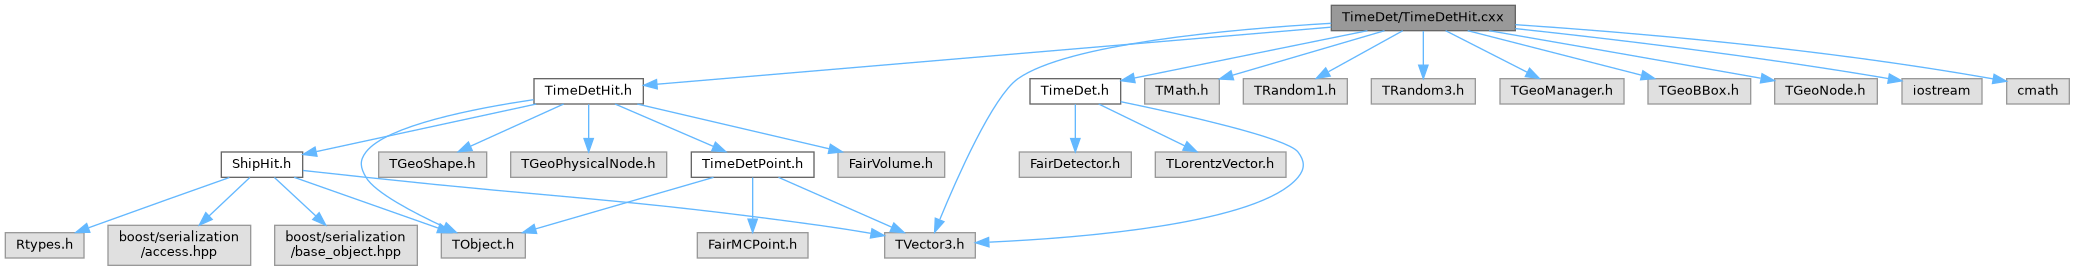 TimeDet/TimeDetHit.cxx
TimeDetHit.h
TimeDet.h
TMath.h
TRandom1.h
TRandom3.h
TGeoManager.h
TGeoBBox.h
TGeoNode.h
iostream
cmath
ShipHit.h
TGeoShape.h
TGeoPhysicalNode.h
TimeDetPoint.h
FairVolume.h
FairDetector.h
TLorentzVector.h
Rtypes.h
boost/serialization
/access.hpp
boost/serialization
/base_object.hpp
TObject.h
FairMCPoint.h
TVector3.h